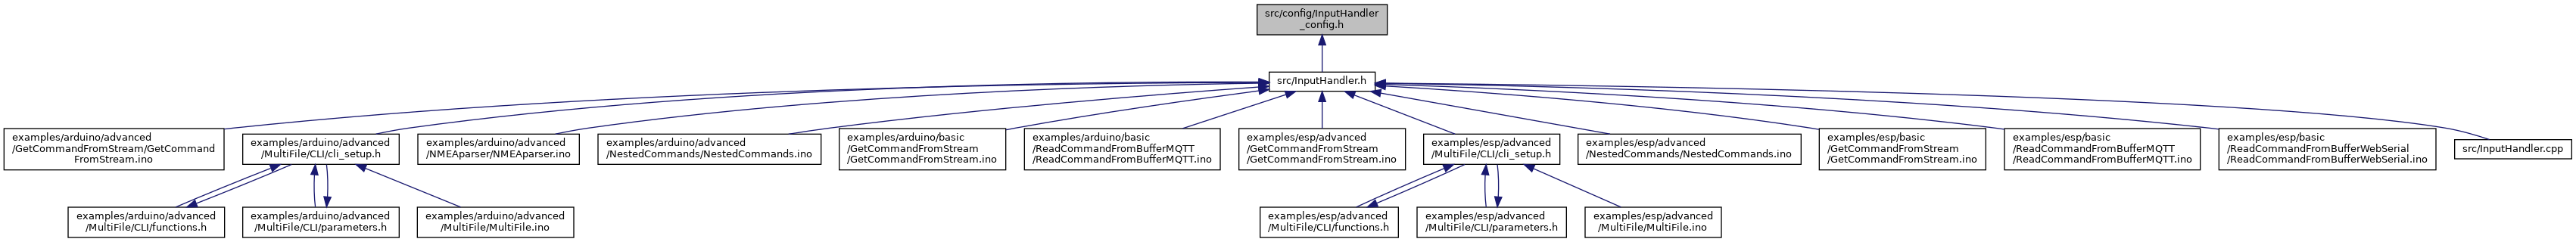 src/config/InputHandler
_config.h
src/InputHandler.h
examples/arduino/advanced
/GetCommandFromStream/GetCommand
FromStream.ino
examples/arduino/advanced
/MultiFile/CLI/cli_setup.h
examples/arduino/advanced
/NMEAparser/NMEAparser.ino
examples/arduino/advanced
/NestedCommands/NestedCommands.ino
examples/arduino/basic
/GetCommandFromStream
/GetCommandFromStream.ino
examples/arduino/basic
/ReadCommandFromBufferMQTT
/ReadCommandFromBufferMQTT.ino
examples/esp/advanced
/GetCommandFromStream
/GetCommandFromStream.ino
examples/esp/advanced
/MultiFile/CLI/cli_setup.h
examples/esp/advanced
/NestedCommands/NestedCommands.ino
examples/esp/basic
/GetCommandFromStream
/GetCommandFromStream.ino
examples/esp/basic
/ReadCommandFromBufferMQTT
/ReadCommandFromBufferMQTT.ino
examples/esp/basic
/ReadCommandFromBufferWebSerial
/ReadCommandFromBufferWebSerial.ino
src/InputHandler.cpp
examples/arduino/advanced
/MultiFile/CLI/functions.h
examples/arduino/advanced
/MultiFile/CLI/parameters.h
examples/arduino/advanced
/MultiFile/MultiFile.ino
examples/esp/advanced
/MultiFile/CLI/functions.h
examples/esp/advanced
/MultiFile/CLI/parameters.h
examples/esp/advanced
/MultiFile/MultiFile.ino